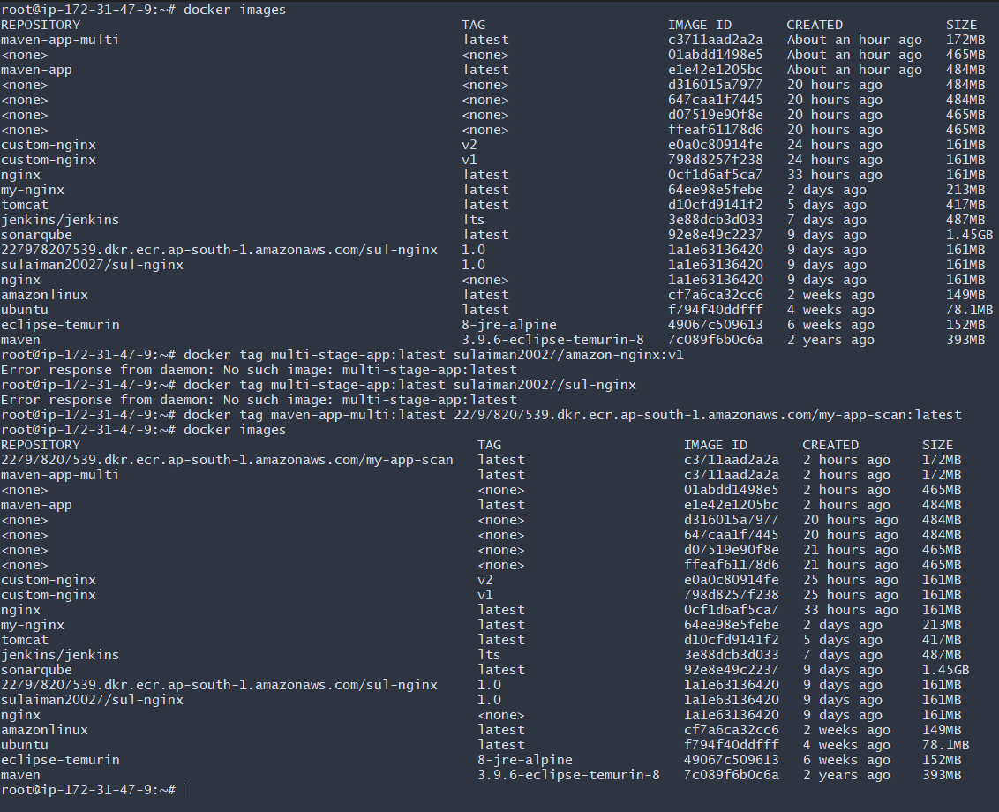 root@ip-172-31-47-9:~# docker images
REPOSITORY TAG IMAGE ID CREATED SIZE
maven-app-multi latest c3711aad2a2a About an hour ago 172MB
<none> <none> 01abdd1498e5 About an hour ago 465MB
maven-app latest e1e42e1205bc About an hour ago 484MB
<none> <none> d316015a7977 20 hours ago 484MB
<none> <none> 647caa1f7445 20 hours ago 484MB
<none> <none> d07519e90f8e 20 hours ago 465MB
<none> <none> ffeaf61178d6 20 hours ago 465MB
custom-nginx v2 e0a0c80914fe 24 hours ago 161MB
custom-nginx v1 798d8257f238 24 hours ago 161MB
nginx latest 0cf1d6af5ca7 33 hours ago 161MB
my-nginx latest 64ee98e5febe 2 days ago 213MB
tomcat latest d10cfd9141f2 5 days ago 417MB
jenkins/jenkins lts 3e88dcb3d033 7 days ago 487MB
sonarqube latest 92e8e49c2237 9 days ago 1.45GB
227978207539.dkr.ecr.ap-south-1.amazonaws.com/sul-nginx 1.0 1a1e63136420 9 days ago 161MB
sulaiman20027/sul-nginx 1.0 1a1e63136420 9 days ago 161MB
nginx <none> 1a1e63136420 9 days ago 161MB
amazonlinux latest cf7a6ca32cc6 2 weeks ago 149MB
ubuntu latest f794f40ddfff 4 weeks ago 78.1MB
eclipse-temurin 8-jre-alpine 49067c509613 6 weeks ago 152MB
maven 3.9.6-eclipse-temurin-8 7c089f6b0c6a 2 years ago 393MB
root@ip-172-31-47-9:~# docker tag multi-stage-app:latest sulaiman20027/amazon-nginx:v1
Error response from daemon: No such image: multi-stage-app:latest
root@ip-172-31-47-9:~# docker tag multi-stage-app:latest sulaiman20027/sul-nginx
Error response from daemon: No such image: multi-stage-app:latest
root@ip-172-31-47-9:~# docker tag maven-app-multi:latest 227978207539.dkr.ecr.ap-south-1.amazonaws.com/my-app-scan:latest
root@ip-172-31-47-9:~# docker images
REPOSITORY TAG IMAGE ID CREATED SIZE
227978207539.dkr.ecr.ap-south-1.amazonaws.com/my-app-scan latest c3711aad2a2a 2 hours ago 172MB
maven-app-multi latest c3711aad2a2a 2 hours ago 172MB
<none> <none> 01abdd1498e5 2 hours ago 465MB
maven-app latest e1e42e1205bc 2 hours ago 484MB
<none> <none> d316015a7977 20 hours ago 484MB
<none> <none> 647caa1f7445 20 hours ago 484MB
<none> <none> d07519e90f8e 21 hours ago 465MB
<none> <none> ffeaf61178d6 21 hours ago 465MB
custom-nginx v2 e0a0c80914fe 25 hours ago 161MB
custom-nginx v1 798d8257f238 25 hours ago 161MB
nginx latest 0cf1d6af5ca7 33 hours ago 161MB
my-nginx latest 64ee98e5febe 2 days ago 213MB
tomcat latest d10cfd9141f2 5 days ago 417MB
jenkins/jenkins lts 3e88dcb3d033 7 days ago 487MB
sonarqube latest 92e8e49c2237 9 days ago 1.45GB
227978207539.dkr.ecr.ap-south-1.amazonaws.com/sul-nginx 1.0 1a1e63136420 9 days ago 161MB
sulaiman20027/sul-nginx 1.0 1a1e63136420 9 days ago 161MB
nginx <none> 1a1e63136420 9 days ago 161MB
amazonlinux latest cf7a6ca32cc6 2 weeks ago 149MB
ubuntu latest f794f40ddfff 4 weeks ago 78.1MB
eclipse-temurin 8-jre-alpine 49067c509613 6 weeks ago 152MB
maven 3.9.6-eclipse-temurin-8 7c089f6b0c6a 2 years ago 393MB
root@ip-172-31-47-9:~#